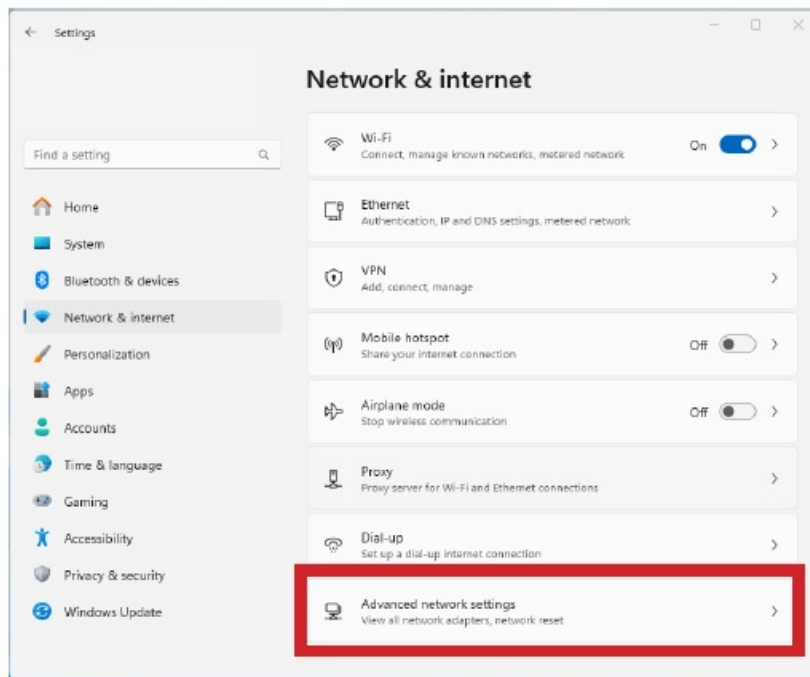 Settings
Network & internet
Find a setting
Home
System
Bluetooth & devices
Network & internet
Personalization
Apps
Accounts
Time & language
Gaming
Accessibility
Privacy & security
Windows Update
Wi-Fi
Connect, manage known networks, metered network
On
Ethernet
Authentication, IP and DNS settings, metered network
VPN
Add, connect, manage
Mobile hotspot
Share your internet connection
Off
Airplane mode
Stop wireless communication
Off
Proxy
Proxy server for Wi-Fi and Ethernet connections
Dial-up
Set up a dial-up internet connection
Advanced network settings
View all network adapters, network reset